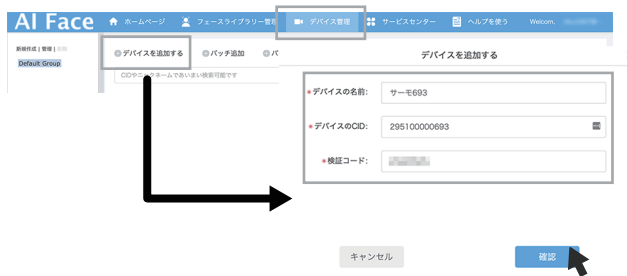 AI Face ホームページ フェースライブラリー管理 デバイス管理 サービスセンター ヘルプを使う Welcom,
新規作成 | 管理 |
Default Group
デバイスを追加する バッチ追加
CIDやニックネームであいまい検索可能です
デバイスを追加する
*デバイスの名前: サーモ693
*デバイスのCID: 295100000693
*検証コード:
キャンセル 確認